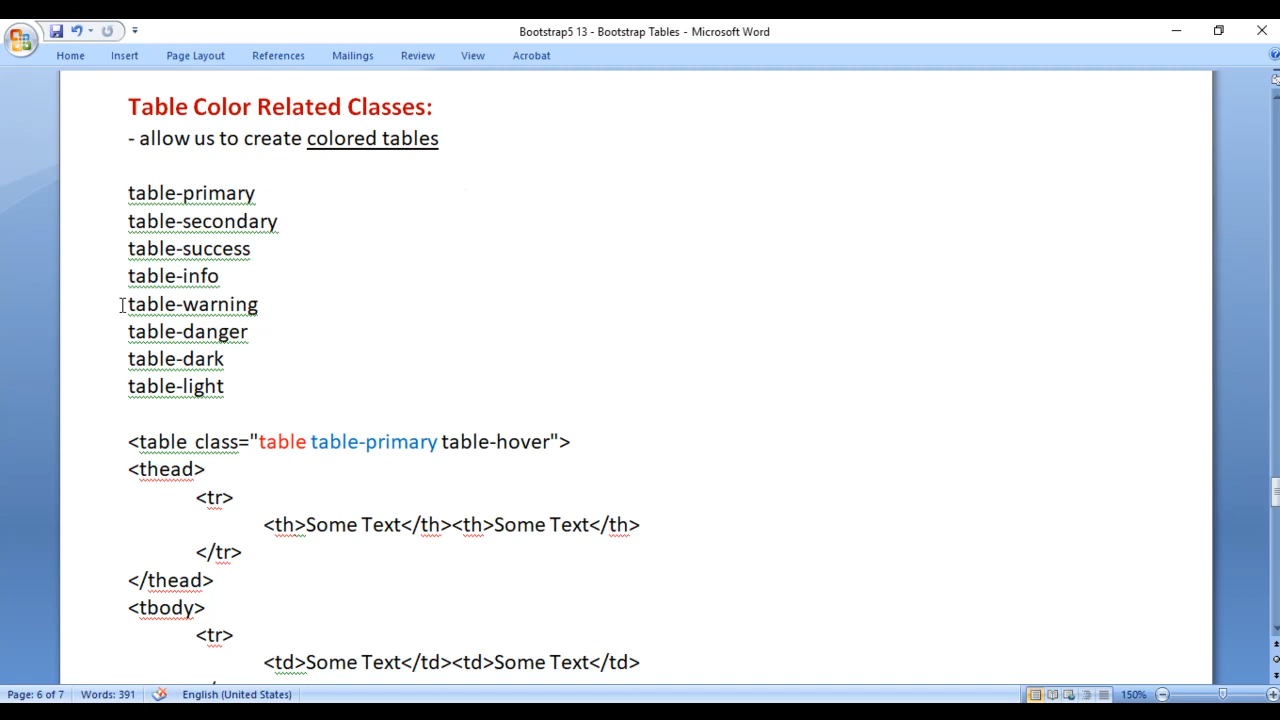 Bootstrap5 13 - Bootstrap Tables - Microsoft Word
Home Insert Page Layout References Mailings Review View Acrobat
Table Color Related Classes:
- allow us to create colored tables
table-primary
table-secondary
table-success
table-info
table-warning
table-danger
table-dark
table-light
<table class="table table-primary table-hover">
<thead>
<tr>
<th>Some Text</th><th>Some Text</th>
</tr>
</thead>
<tbody>
<tr>
<td>Some Text</td><td>Some Text</td>
Page: 6 of 7 Words: 391 English (United States) 150%